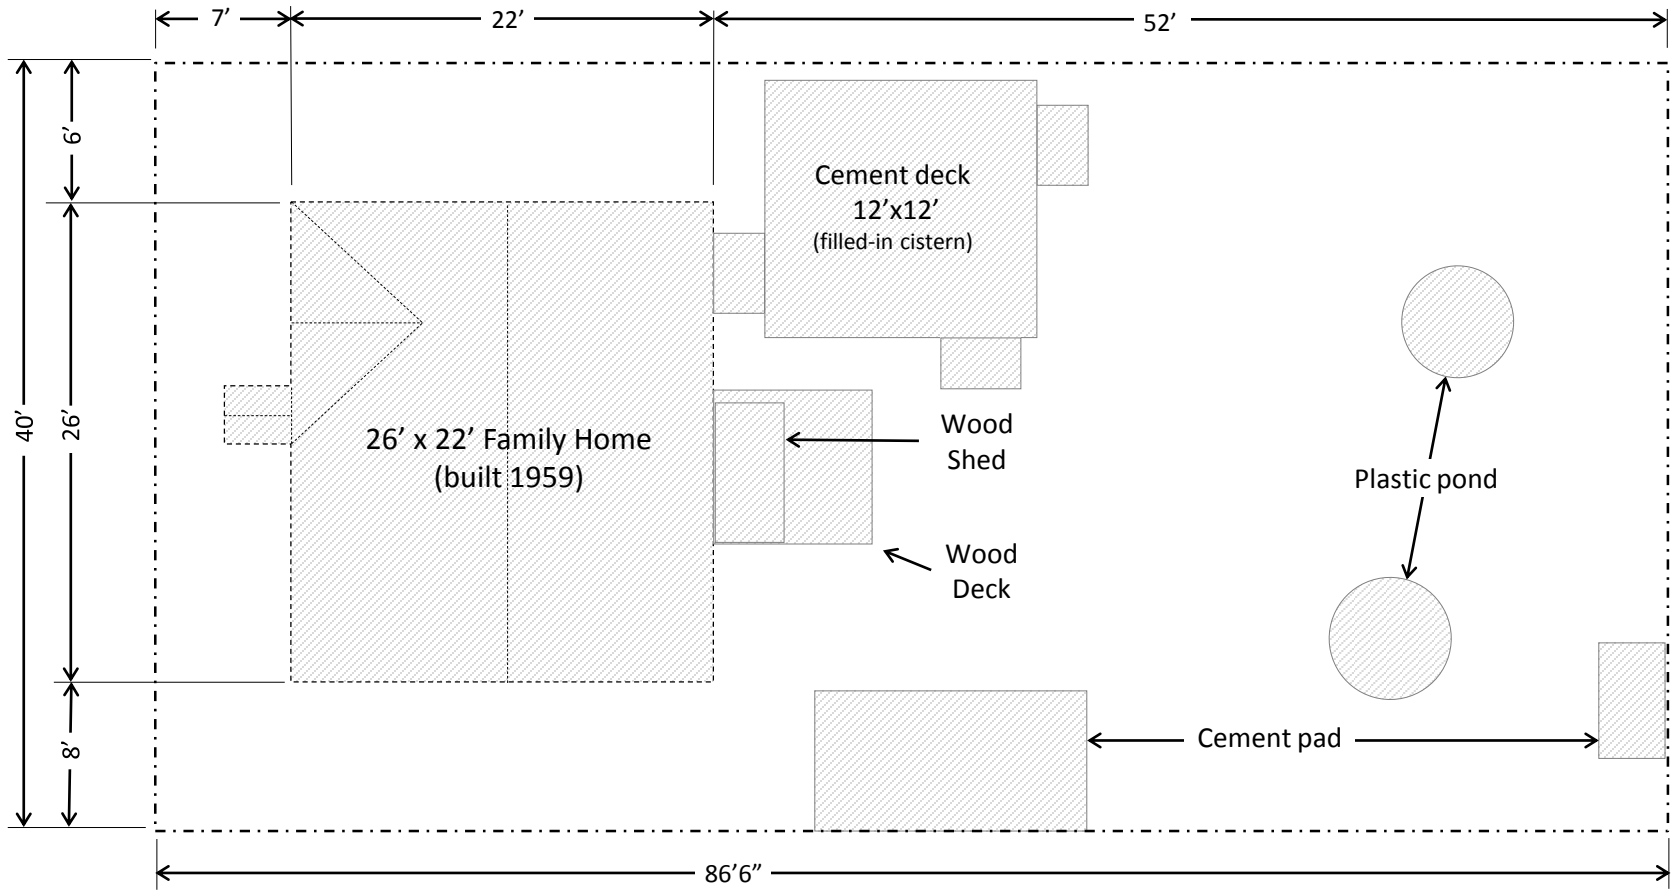 7’
22’
52’
6’
Cement deck
12’x12’
(filled-in cistern)
40’
26’
26’ x 22’ Family Home
(built 1959)
Wood
Shed
Plastic pond
Wood
Deck
8’
Cement pad
86’6”